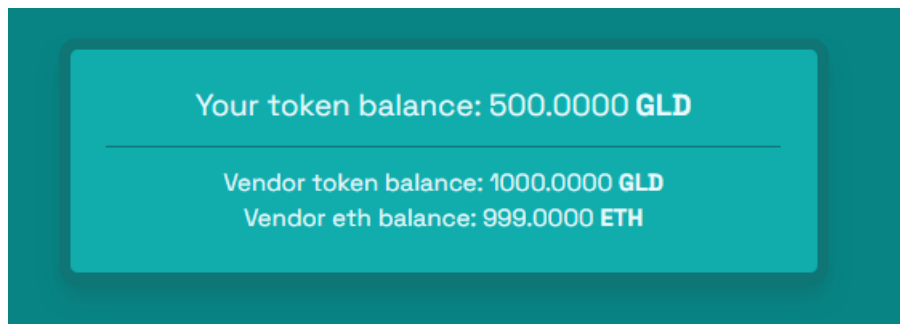 Your token balance: 500.0000 GLD
Vendor token balance: 1000.0000 GLD
Vendor eth balance: 999.0000 ETH